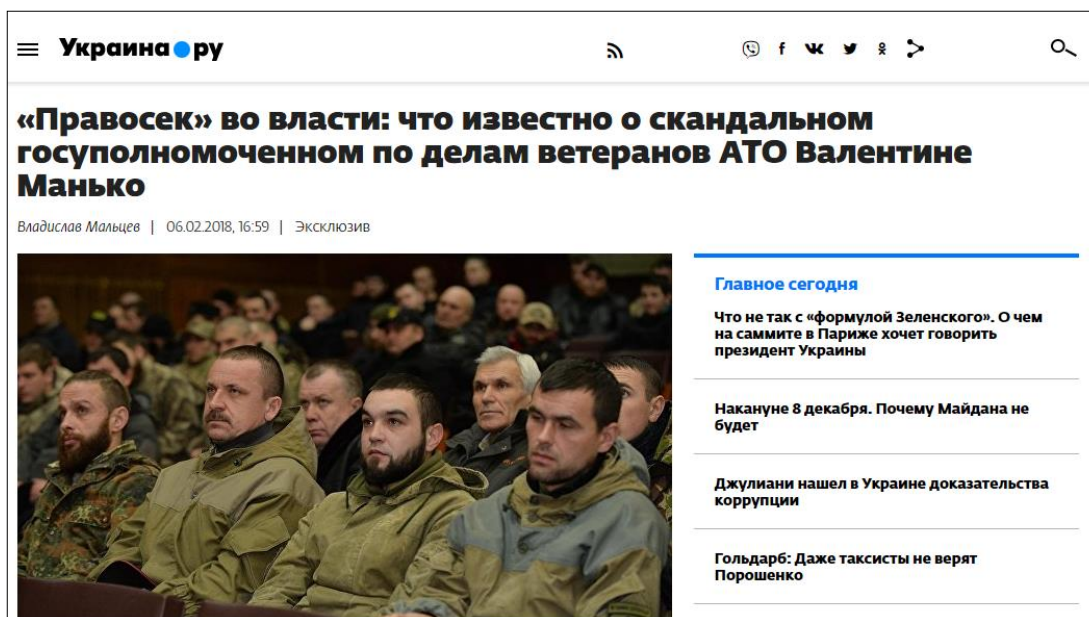 Украина ру
«Правосек» во власти: что известно о скандальном
госуполномоченном по делам ветеранов АТО Валентине
Манько
Владислав Мальцев | 06.02.2018, 16:59 | Эксклюзив
Главное сегодня
Что не так с «формулой Зеленского». О чем
на саммите в Париже хочет говорить
президент Украины
Накануне 8 декабря. Почему Майдана не
будет
Джулиани нашел в Украине доказательства
коррупции
Гольдарб: Даже таксисты не верят
Порошенко